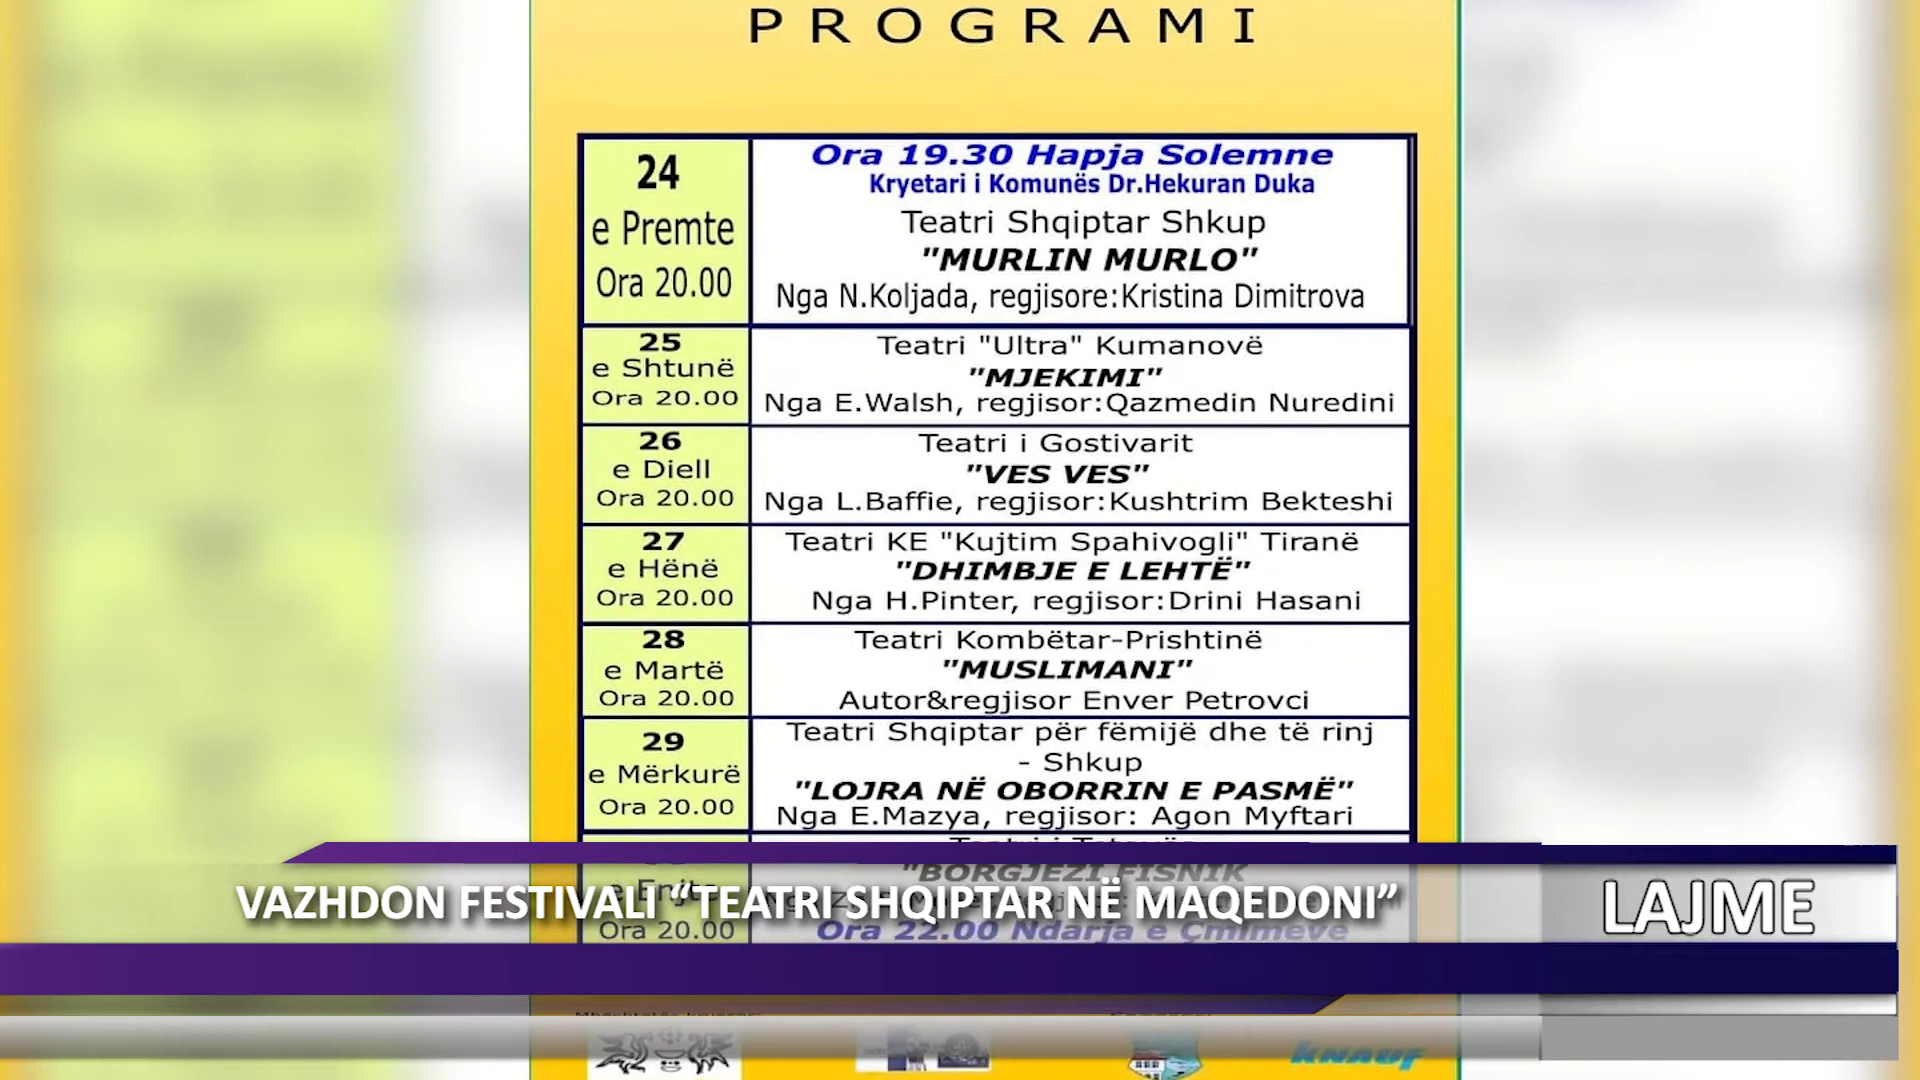 PROGRAMI
24
e Premte
Ora 20.00
Ora 19.30 Hapja Solemne
Kryetari i Komunës Dr.Hekuran Duka
Teatri Shqiptar Shkup
"MURLIN MURLO"
Nga N.Koljada, regjisore:Kristina Dimitrova
25
e Shtunë
Ora 20.00
Teatri "Ultra" Kumanovë
"MJEKIMI"
Nga E.Walsh, regjisor:Qazmedin Nuredini
26
e Diell
Ora 20.00
Teatri i Gostivarit
"VES VES"
Nga L.Baffie, regjisor:Kushtrim Bekteshi
27
e Hënë
Ora 20.00
Teatri KE "Kujtim Spahivogli" Tiranë
"DHIMBJE E LEHTË"
Nga H.Pinter, regjisor:Drini Hasani
28
e Martë
Ora 20.00
Teatri Kombëtar-Prishtinë
"MUSLIMANI"
Autor&regjisor Enver Petrovci
29
e Mërkurë
Ora 20.00
Teatri Shqiptar për fëmijë dhe të rinj
- Shkup
"LOJRA NË OBORRIN E PASMË"
Nga E.Mazya, regjisor: Agon Myftari
"BORGJEZI FISNIK
Ora 20.00
Ora 22.00 Ndarja e Çmimeve
VAZHDON FESTIVALI “TEATRI SHQIPTAR NË MAQEDONI”
LAJME
KNAUF